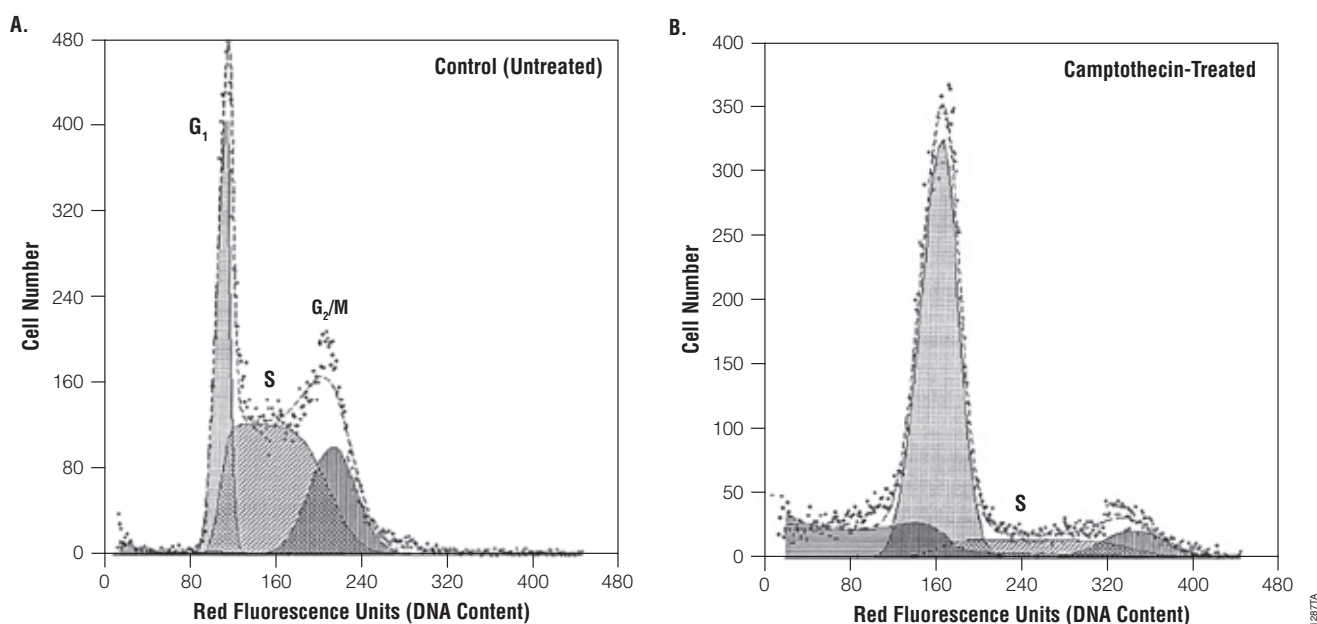 A.
480
400
320
240
160
80
0
Cell Number
Control (Untreated)
G₁
S
G₂/M
0 80 160 240 320 400 480
Red Fluorescence Units (DNA Content)
B.
400
350
300
250
200
150
100
50
0
Cell Number
Camptothecin-Treated
S
0 80 160 240 320 400 480
Red Fluorescence Units (DNA Content)